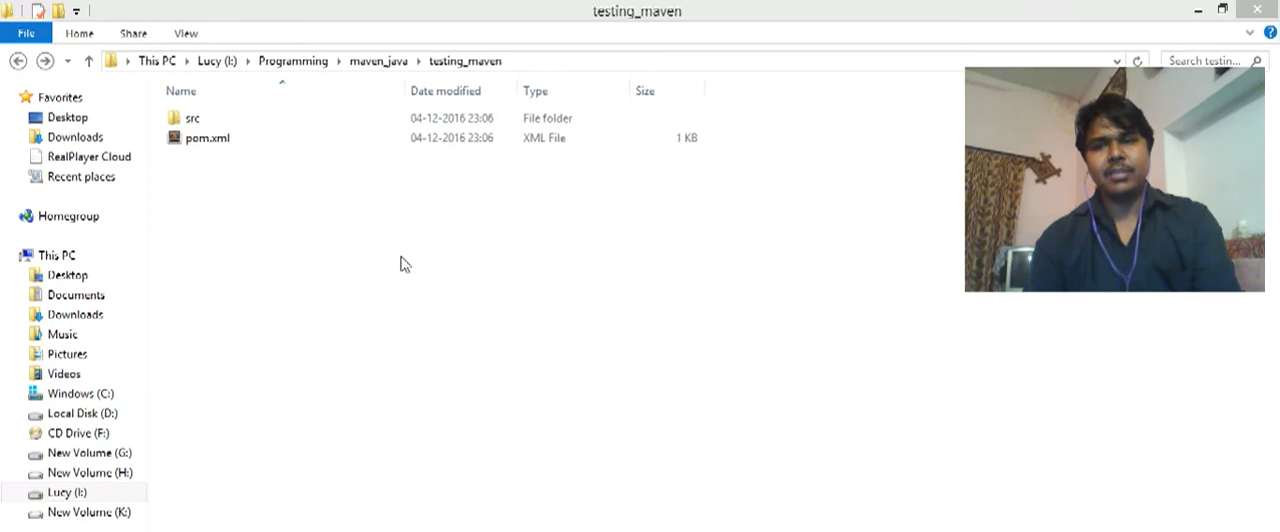 testing_maven
File Home Share View
This PC Lucy (I:) Programming maven_java testing_maven Search testin...
Name Date modified Type Size
src 04-12-2016 23:06 File folder
pom.xml 04-12-2016 23:06 XML File 1 KB
Favorites
Desktop
Downloads
RealPlayer Cloud
Recent places
Homegroup
This PC
Desktop
Documents
Downloads
Music
Pictures
Videos
Windows (C:)
Local Disk (D:)
CD Drive (F:)
New Volume (G:)
New Volume (H:)
Lucy (I:)
New Volume (K:)